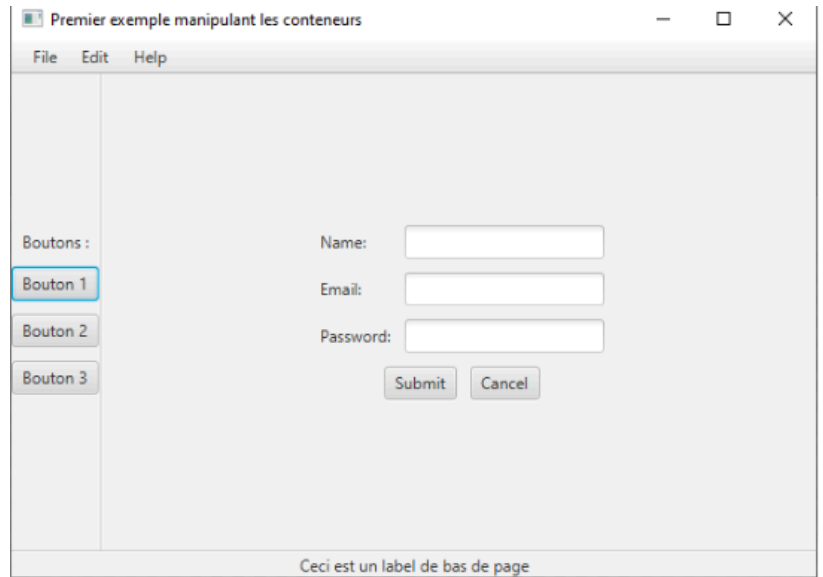 Premier exemple manipulant les conteneurs
File Edit Help
Boutons :
Bouton 1
Bouton 2
Bouton 3
Name:
Email:
Password:
Submit Cancel
Ceci est un label de bas de page